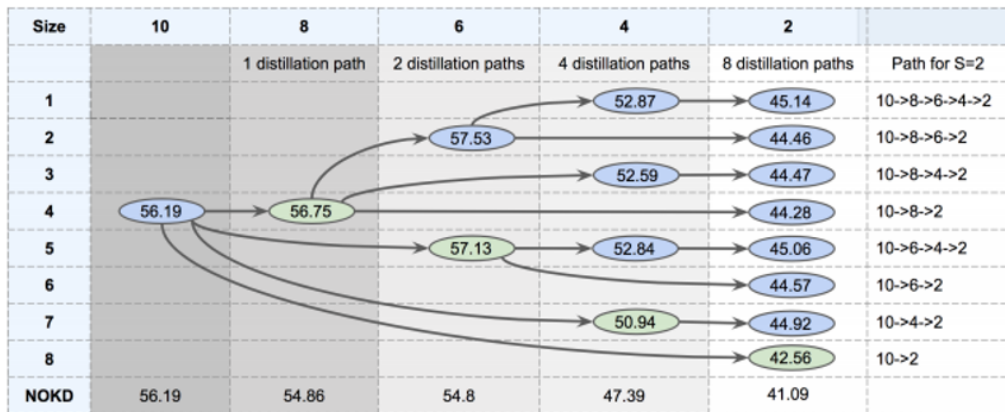 Size 10 8 6 4 2
1 distillation path 2 distillation paths 4 distillation paths 8 distillation paths Path for S=2
1 52.87 45.14 10->8->6->4->2
2 57.53 44.46 10->8->6->2
3 52.59 44.47 10->8->4->2
4 56.19 56.75 44.28 10->8->2
5 57.13 52.84 45.06 10->6->4->2
6 44.57 10->6->2
7 50.94 44.92 10->4->2
8 42.56 10->2
NOKD 56.19 54.86 54.8 47.39 41.09